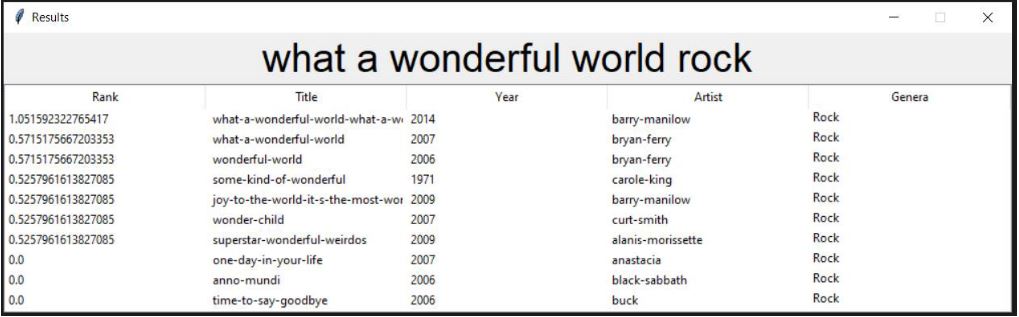 Results
what a wonderful world rock
Rank Title Year Artist Genera
1.051592322765417 what-a-wonderful-world-what-a-w 2014 barry-manilow Rock
0.5715175667203353 what-a-wonderful-world 2007 bryan-ferry Rock
0.5715175667203353 wonderful-world 2006 bryan-ferry Rock
0.5257961613827085 some-kind-of-wonderful 1971 carole-king Rock
0.5257961613827085 joy-to-the-world-it-s-the-most-wor 2009 barry-manilow Rock
0.5257961613827085 wonder-child 2007 curt-smith Rock
0.5257961613827085 superstar-wonderful-weirdos 2009 alanis-morissette Rock
0.0 one-day-in-your-life 2007 anastacia Rock
0.0 anno-mundi 2006 black-sabbath Rock
0.0 time-to-say-goodbye 2006 buck Rock